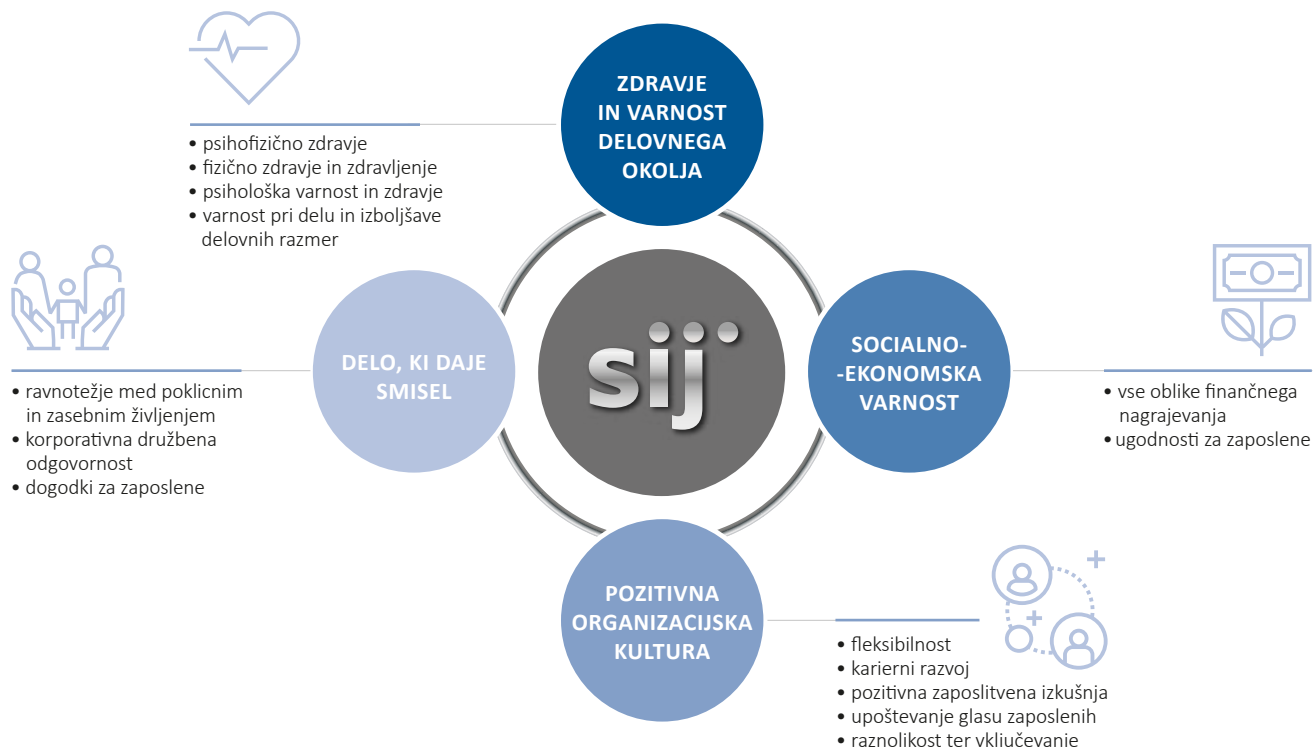 ZDRAVJE
IN VARNOST
DELOVNEGA
OKOLJA
• psihofizično zdravje
• fizično zdravje in zdravljenje
• psihološka varnost in zdravje
• varnost pri delu in izboljšave
delovnih razmer
DELO, KI DAJE
SMISEL
• ravnotežje med poklicnim
in zasebnim življenjem
• korporativna družbena
odgovornost
• dogodki za zaposlene
sij
SOCIALNO-
-EKONOMSKA
VARNOST
• vse oblike finančnega
nagrajevanja
• ugodnosti za zaposlene
POZITIVNA
ORGANIZACIJSKA
KULTURA
• fleksibilnost
• karierni razvoj
• pozitivna zaposlitvena izkušnja
• upoštevanje glasu zaposlenih
• raznolikost ter vključevanje